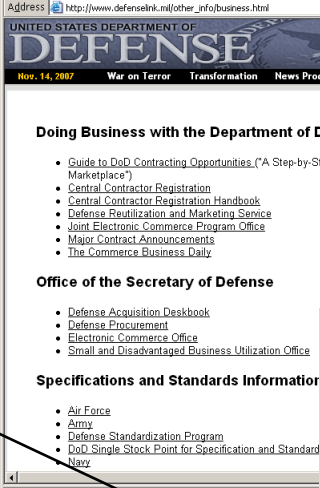 Address http://www.defenselink.mil/other_info/business.html
UNITED STATES DEPARTMENT OF
DEFENSE
Nov. 14, 2007 War on Terror Transformation News Pro
Doing Business with the Department of D
Guide to DoD Contracting Opportunities ("A Step-by-St
Marketplace")
Central Contractor Registration
Central Contractor Registration Handbook
Defense Reutilization and Marketing Service
Joint Electronic Commerce Program Office
Major Contract Announcements
The Commerce Business Daily
Office of the Secretary of Defense
Defense Acquisition Deskbook
Defense Procurement
Electronic Commerce Office
Small and Disadvantaged Business Utilization Office
Specifications and Standards Information
Air Force
Army
Defense Standardization Program
DoD Single Stock Point for Specification and Standard
Navy